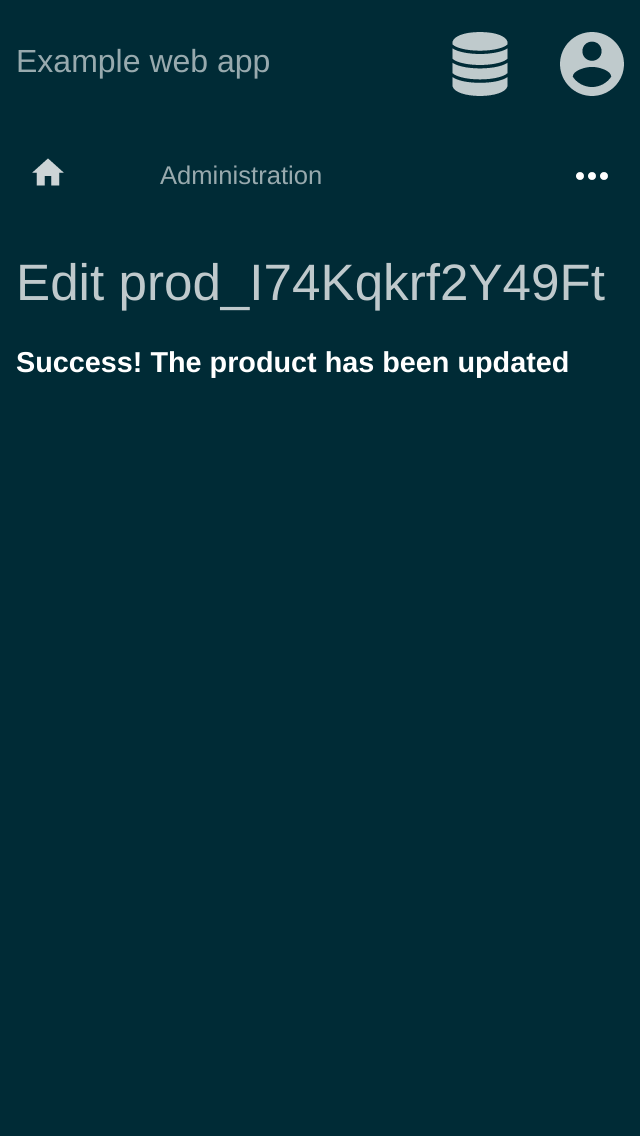 Example web app
Administration
Edit prod_I74Kqkrf2Y49Ft
Success! The product has been updated